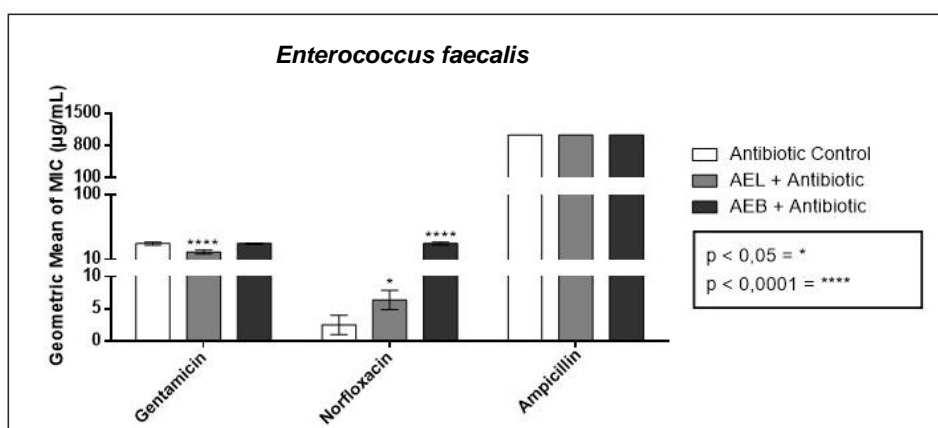 Enterococcus faecalis
Geometric Mean of MIC (µg/mL)
1500
800
100
100
10
10
5
0
****
*
****
Gentamicin
Norfloxacin
Ampicillin
Antibiotic Control
AEL + Antibiotic
AEB + Antibiotic
p < 0,05 = *
p < 0,0001 = ****